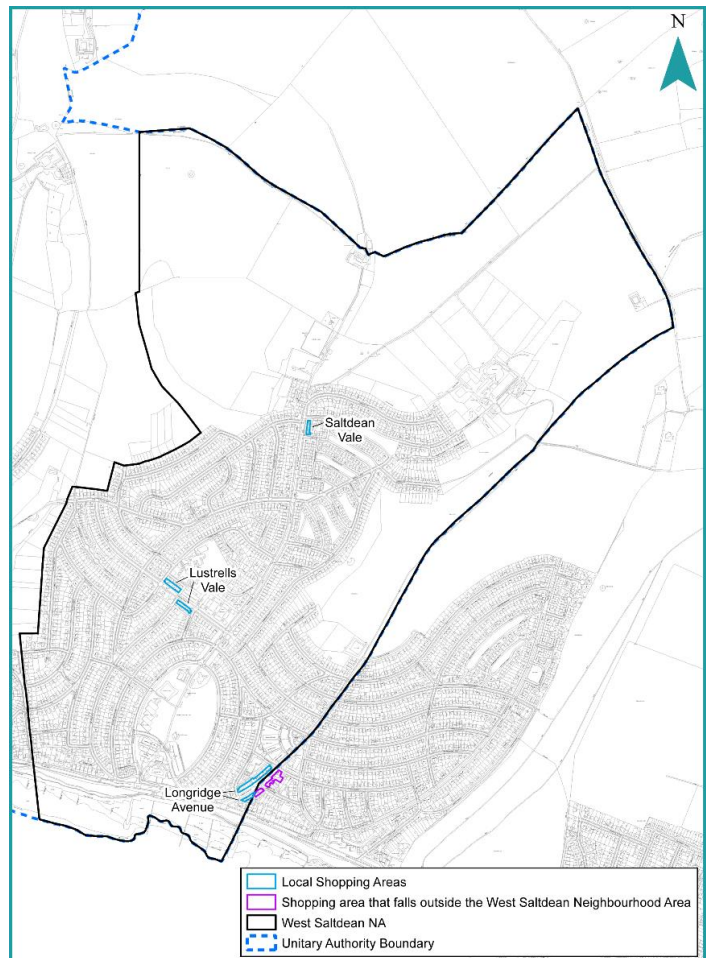 N
Saltdean
Vale
Lustrells
Vale
Longridge
Avenue
Local Shopping Areas
Shopping area that falls outside the West Saltdean Neighbourhood Area
West Saltdean NA
Unitary Authority Boundary